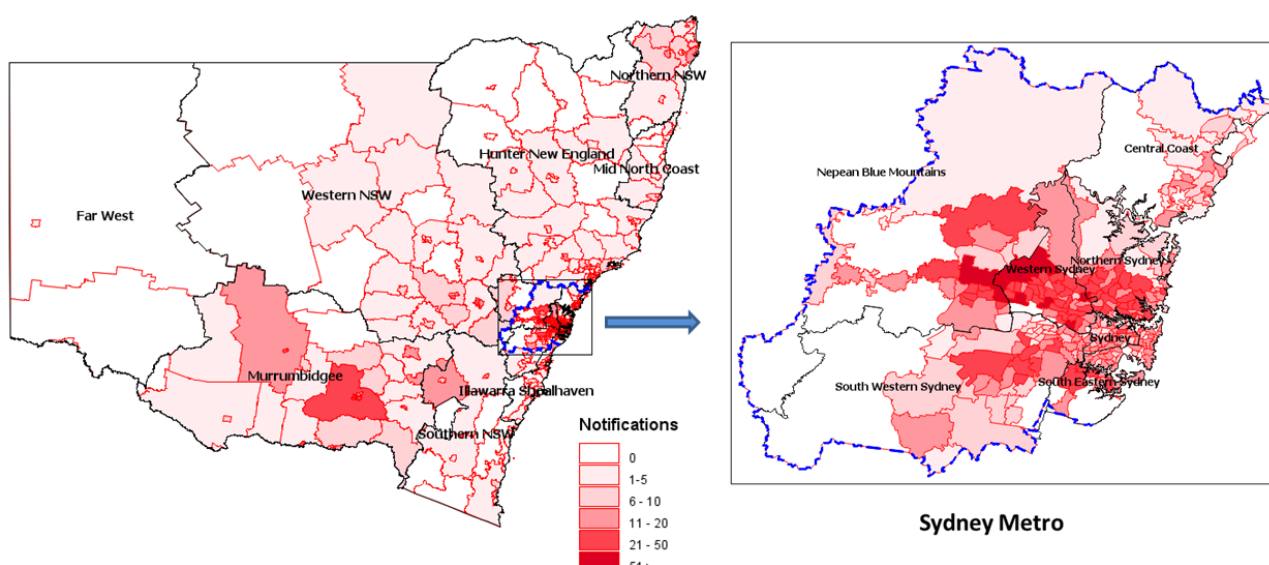 Northern NSW
Hunter New England
Mid North Coast
Western NSW
Far West
Murrumbidgee
Illawarra Shoalhaven
Southern NSW
Notifications
0
1-5
6 - 10
11 - 20
21 - 50
51+
Central Coast
Nepean Blue Mountains
Northern Sydney
Western Sydney
Sydney
South Western Sydney
South Eastern Sydney
Sydney Metro